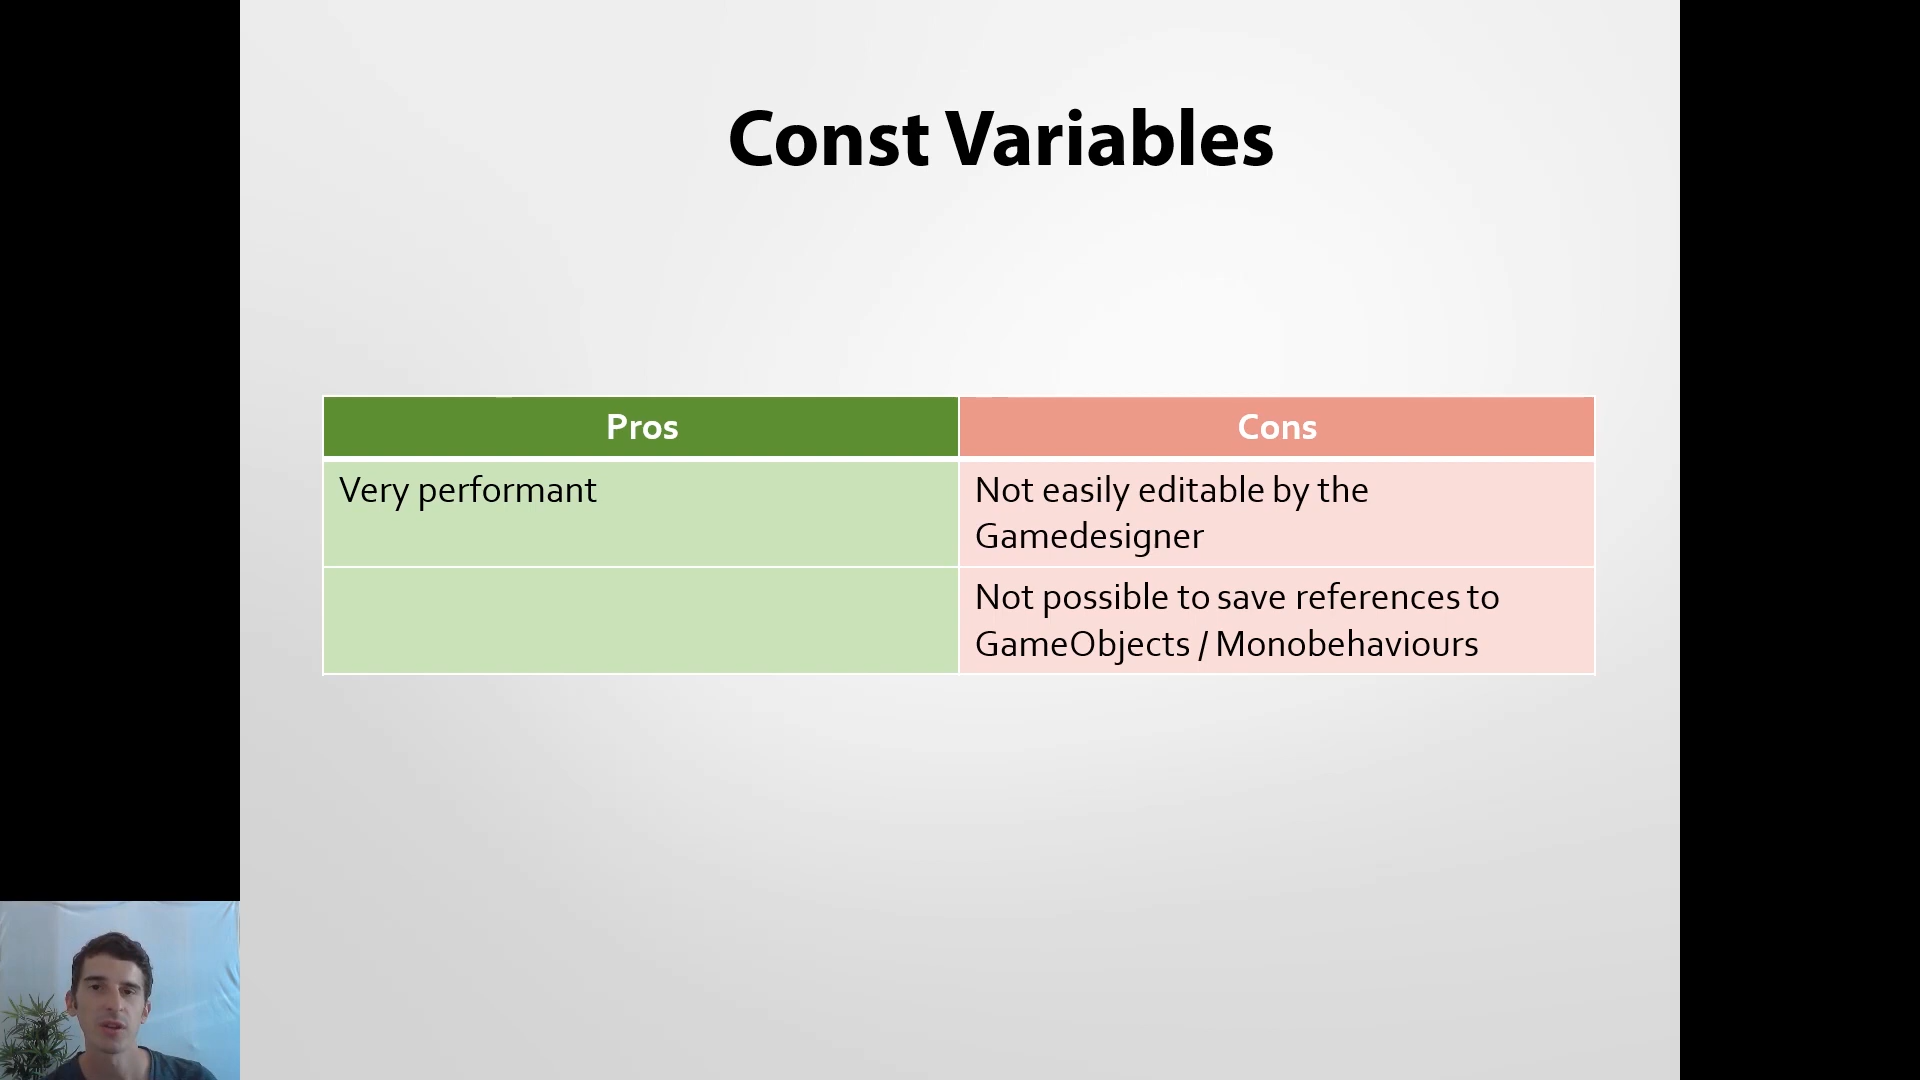 Const Variables
Pros
Cons
Very performant
Not easily editable by the
Gamedesigner
Not possible to save references to
GameObjects / Monobehaviours